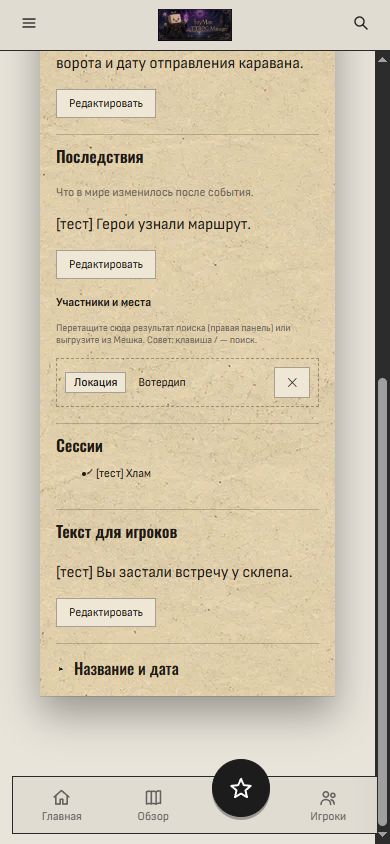 ворота и дату отправления каравана.
Редактировать
Последствия
Что в мире изменилось после события.
[тест] Герои узнали маршрут.
Редактировать
Участники и места
Перетащите сюда результат поиска (правая панель) или
выгрузите из Мешка. Совет: клавиша / — поиск.
Локация Вотердип
Сессии
[тест] Хлам
Текст для игроков
[тест] Вы застали встречу у склепа.
Редактировать
Название и дата
Главная Обзор Игроки